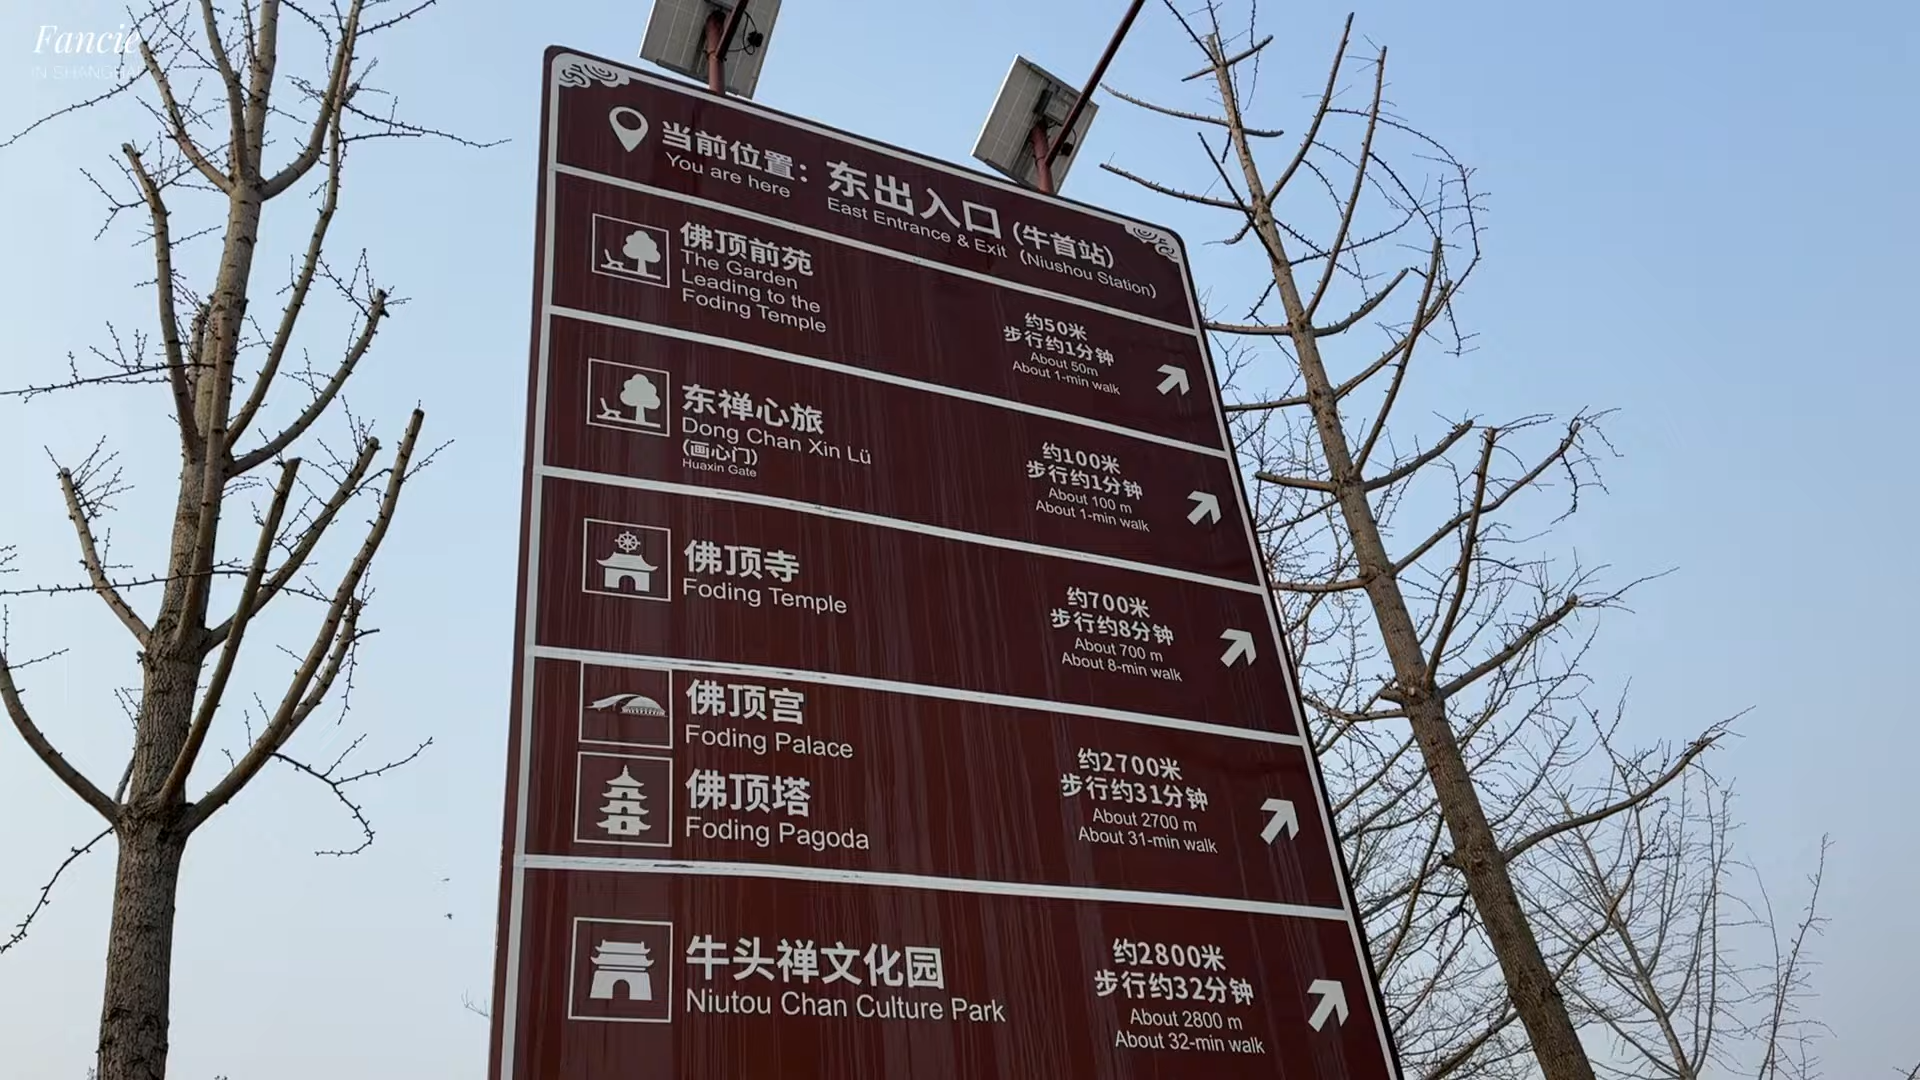 Fancie
IN SHANGHAI
当前位置：东出入口（牛首站）
You are here East Entrance & Exit (Niushou Station)
佛顶前苑
The Garden
Leading to the
Foding Temple
约50米
步行约1分钟
About 50m
About 1-min walk
东禅心旅
Dong Chan Xin Lü
(画心门)
Huaxin Gate
约100米
步行约1分钟
About 100 m
About 1-min walk
佛顶寺
Foding Temple
约700米
步行约8分钟
About 700 m
About 8-min walk
佛顶宫
Foding Palace
佛顶塔
Foding Pagoda
约2700米
步行约31分钟
About 2700 m
About 31-min walk
牛头禅文化园
Niutou Chan Culture Park
约2800米
步行约32分钟
About 2800 m
About 32-min walk